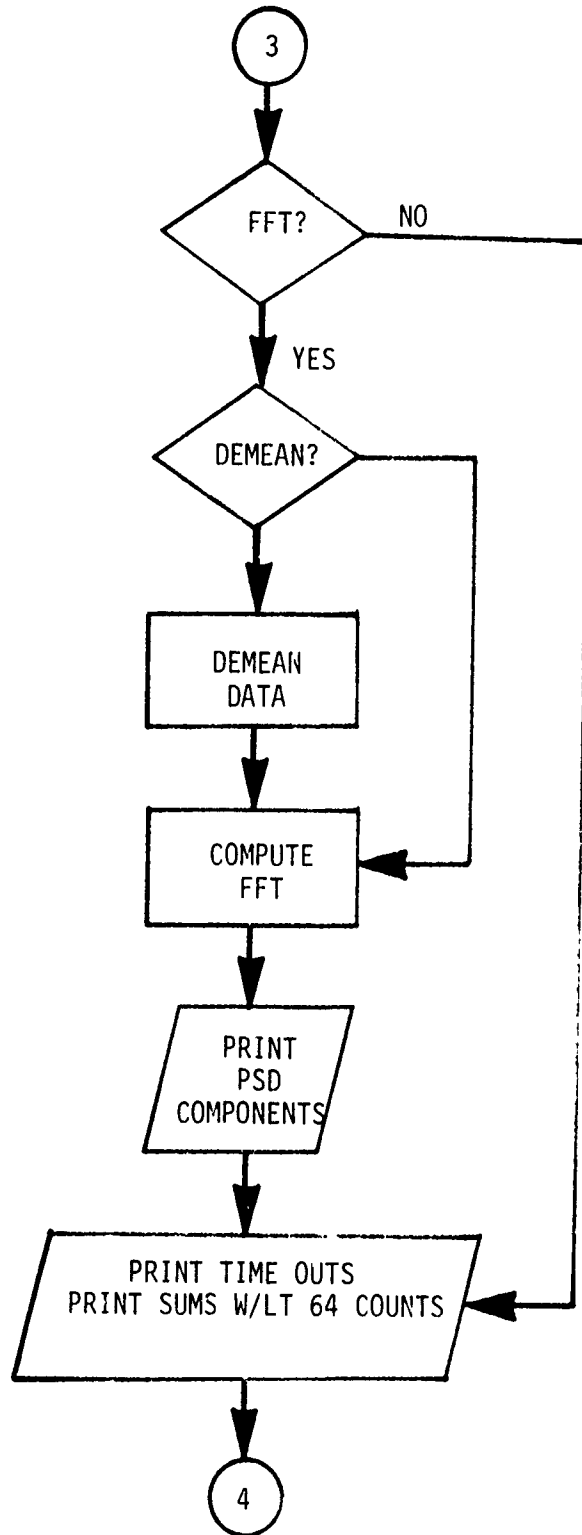 3
FFT?
NO
YES
DEMEAN?
DEMEAN
DATA
COMPUTE
FFT
PRINT
PSD
COMPONENTS
PRINT TIME OUTS
PRINT SUMS W/LT 64 COUNTS
4